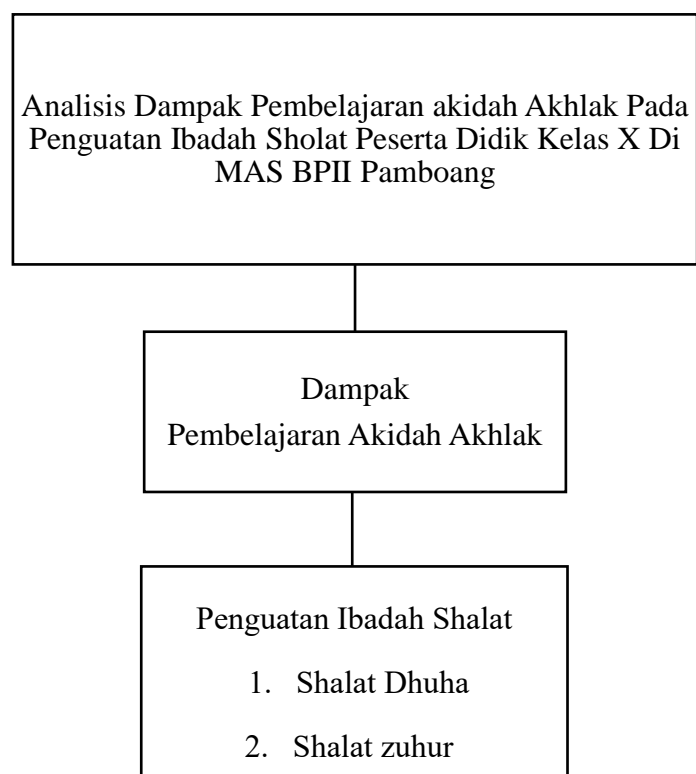 Analisis Dampak Pembelajaran akidah Akhlak Pada
Penguatan Ibadah Sholat Peserta Didik Kelas X Di
MAS BPII Pamboang
Dampak
Pembelajaran Akidah Akhlak
Penguatan Ibadah Shalat
1. Shalat Dhuha
2. Shalat zuhur